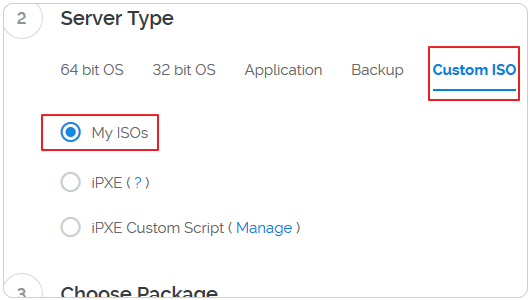 2 Server Type
64 bit OS 32 bit OS Application Backup Custom ISO
My ISOs
iPXE ( ? )
iPXE Custom Script ( Manage )
3 Choose Package